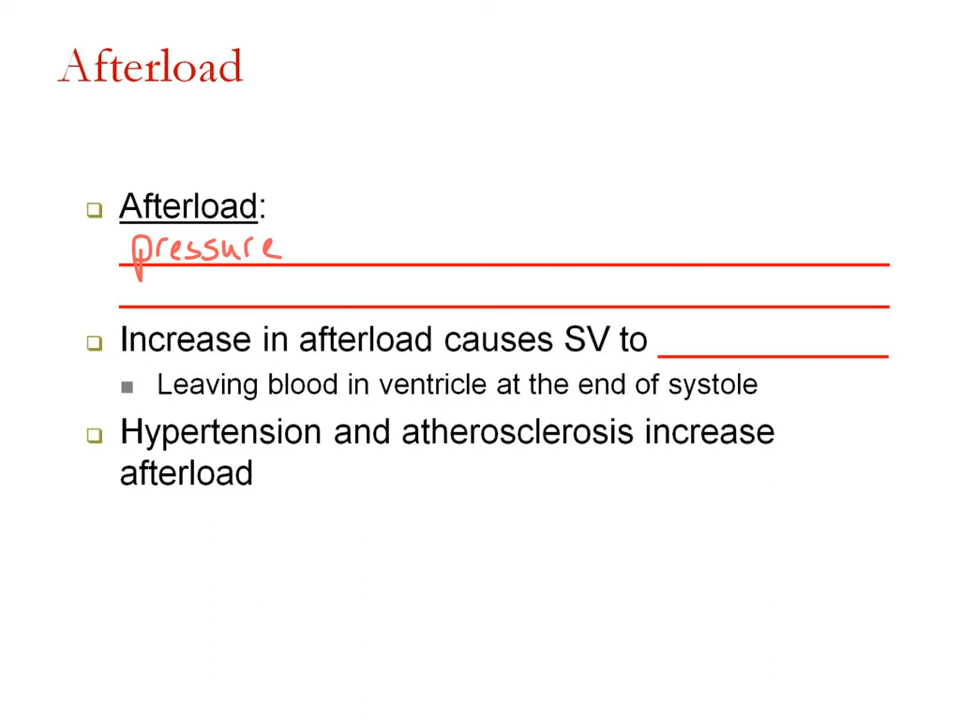 Afterload
Afterload:
pressure
Increase in afterload causes SV to
Leaving blood in ventricle at the end of systole
Hypertension and atherosclerosis increase
afterload